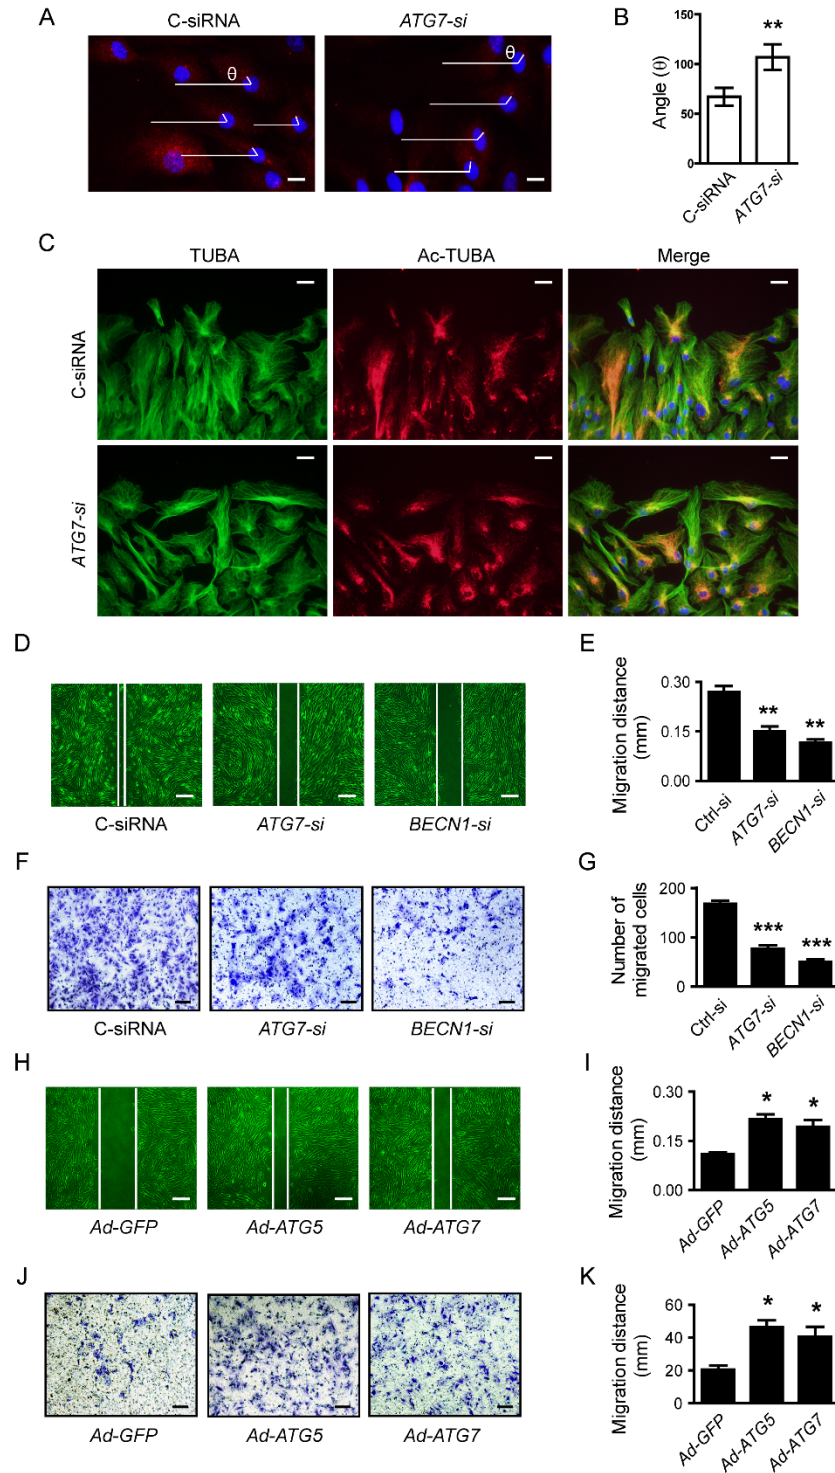 A
C-siRNA
ATG7-si
θ
θ
B
Angle (θ)
150
100
50
0
**
C-siRNA
ATG7-si
C
TUBA
Ac-TUBA
Merge
C-siRNA
ATG7-si
D
C-siRNA
ATG7-si
BECN1-si
E
Migration distance
(mm)
0.30
0.15
0.00
**
**
Ctrl-si
ATG7-si
BECN1-si
F
C-siRNA
ATG7-si
BECN1-si
G
Number of
migrated cells
200
100
0
***
***
Ctrl-si
ATG7-si
BECN1-si
H
Ad-GFP
Ad-ATG5
Ad-ATG7
I
Migration distance
(mm)
0.30
0.15
0.00
*
*
Ad-GFP
Ad-ATG5
Ad-ATG7
J
Ad-GFP
Ad-ATG5
Ad-ATG7
K
Migration distance
(mm)
60
40
20
0
*
*
Ad-GFP
Ad-ATG5
Ad-ATG7